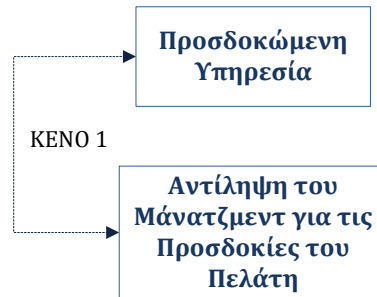 Προσδοκώμενη
Υπηρεσία
ΚΕΝΟ 1
Αντίληψη του
Μάνατζμεντ για τις
Προσδοκίες του
Πελάτη